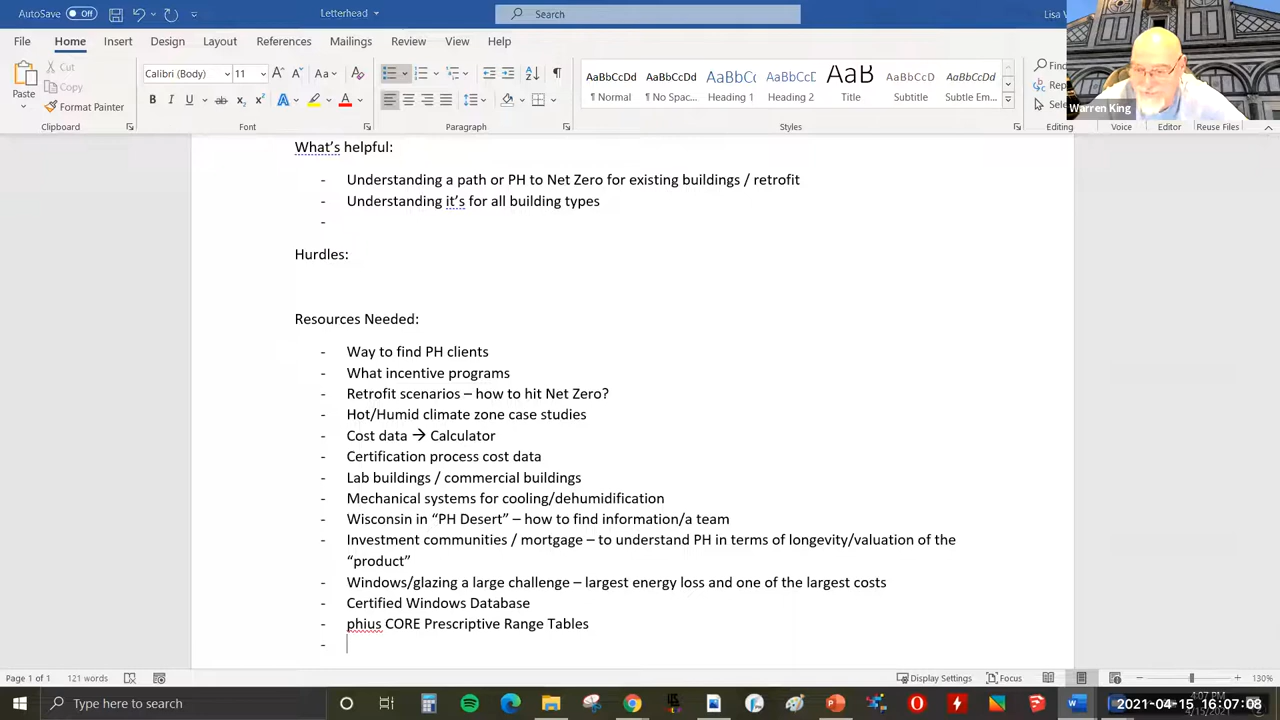 AutoSave Off Search Lisa
File Home Insert Design Layout References Mailings Review View Help
Paste Cut Calibri (Body) 11 AaBbCcDd AaBbCcDd AaBbCc AaBbCcD AaB AaBbCcD AaBbCcDd
Copy ¶ Normal ¶ No Spac... Heading 1 Title Subtitle Subtle Em...
Format Painter Warren King
Clipboard Font Paragraph Styles Editing Voice Editor Reuse Files
What's helpful:
- Understanding a path or PH to Net Zero for existing buildings / retrofit
- Understanding it's for all building types
-
Hurdles:
Resources Needed:
- Way to find PH clients
- What incentive programs
- Retrofit scenarios – how to hit Net Zero?
- Hot/Humid climate zone case studies
- Cost data → Calculator
- Certification process cost data
- Lab buildings / commercial buildings
- Mechanical systems for cooling/dehumidification
- Wisconsin in “PH Desert” – how to find information/a team
- Investment communities / mortgage – to understand PH in terms of longevity/valuation of the
“product”
- Windows/glazing a large challenge – largest energy loss and one of the largest costs
- Certified Windows Database
- phius CORE Prescriptive Range Tables
-
Page 1 of 1 121 words Display Settings Focus 130%
Type here to search 2021-04-15 16:07:08